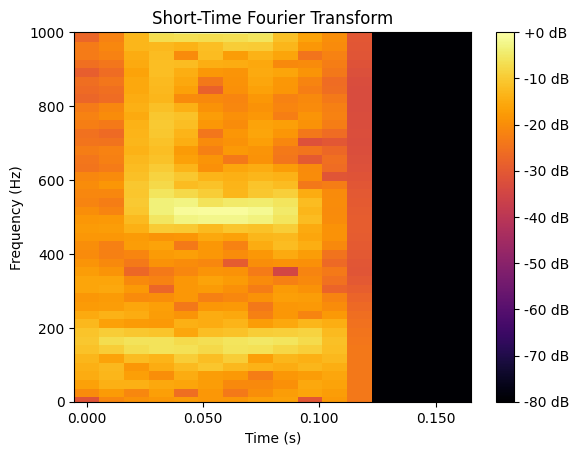 Short-Time Fourier Transform
1000
800
600
400
200
0
Frequency (Hz)
0.000
0.050
0.100
0.150
Time (s)
+0 dB
-10 dB
-20 dB
-30 dB
-40 dB
-50 dB
-60 dB
-70 dB
-80 dB